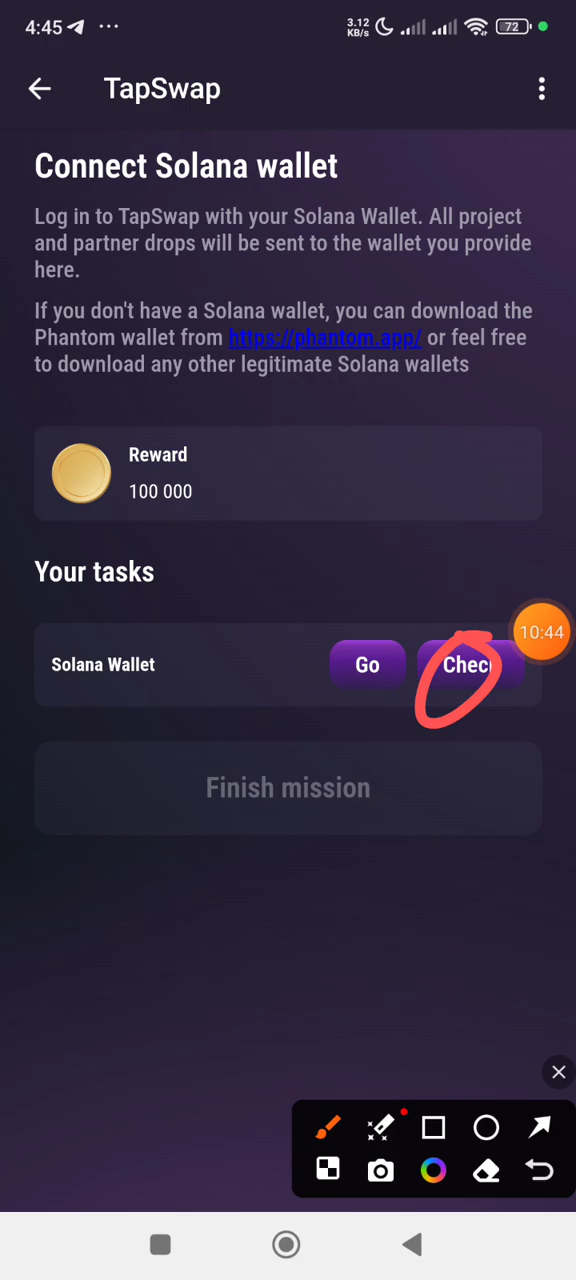 4:45
3.12
KB/s
72
TapSwap
Connect Solana wallet
Log in to TapSwap with your Solana Wallet. All project
and partner drops will be sent to the wallet you provide
here.
If you don't have a Solana wallet, you can download the
Phantom wallet from https://phantom.app/ or feel free
to download any other legitimate Solana wallets
Reward
100 000
Your tasks
10:44
Solana Wallet
Go
Chec
Finish mission